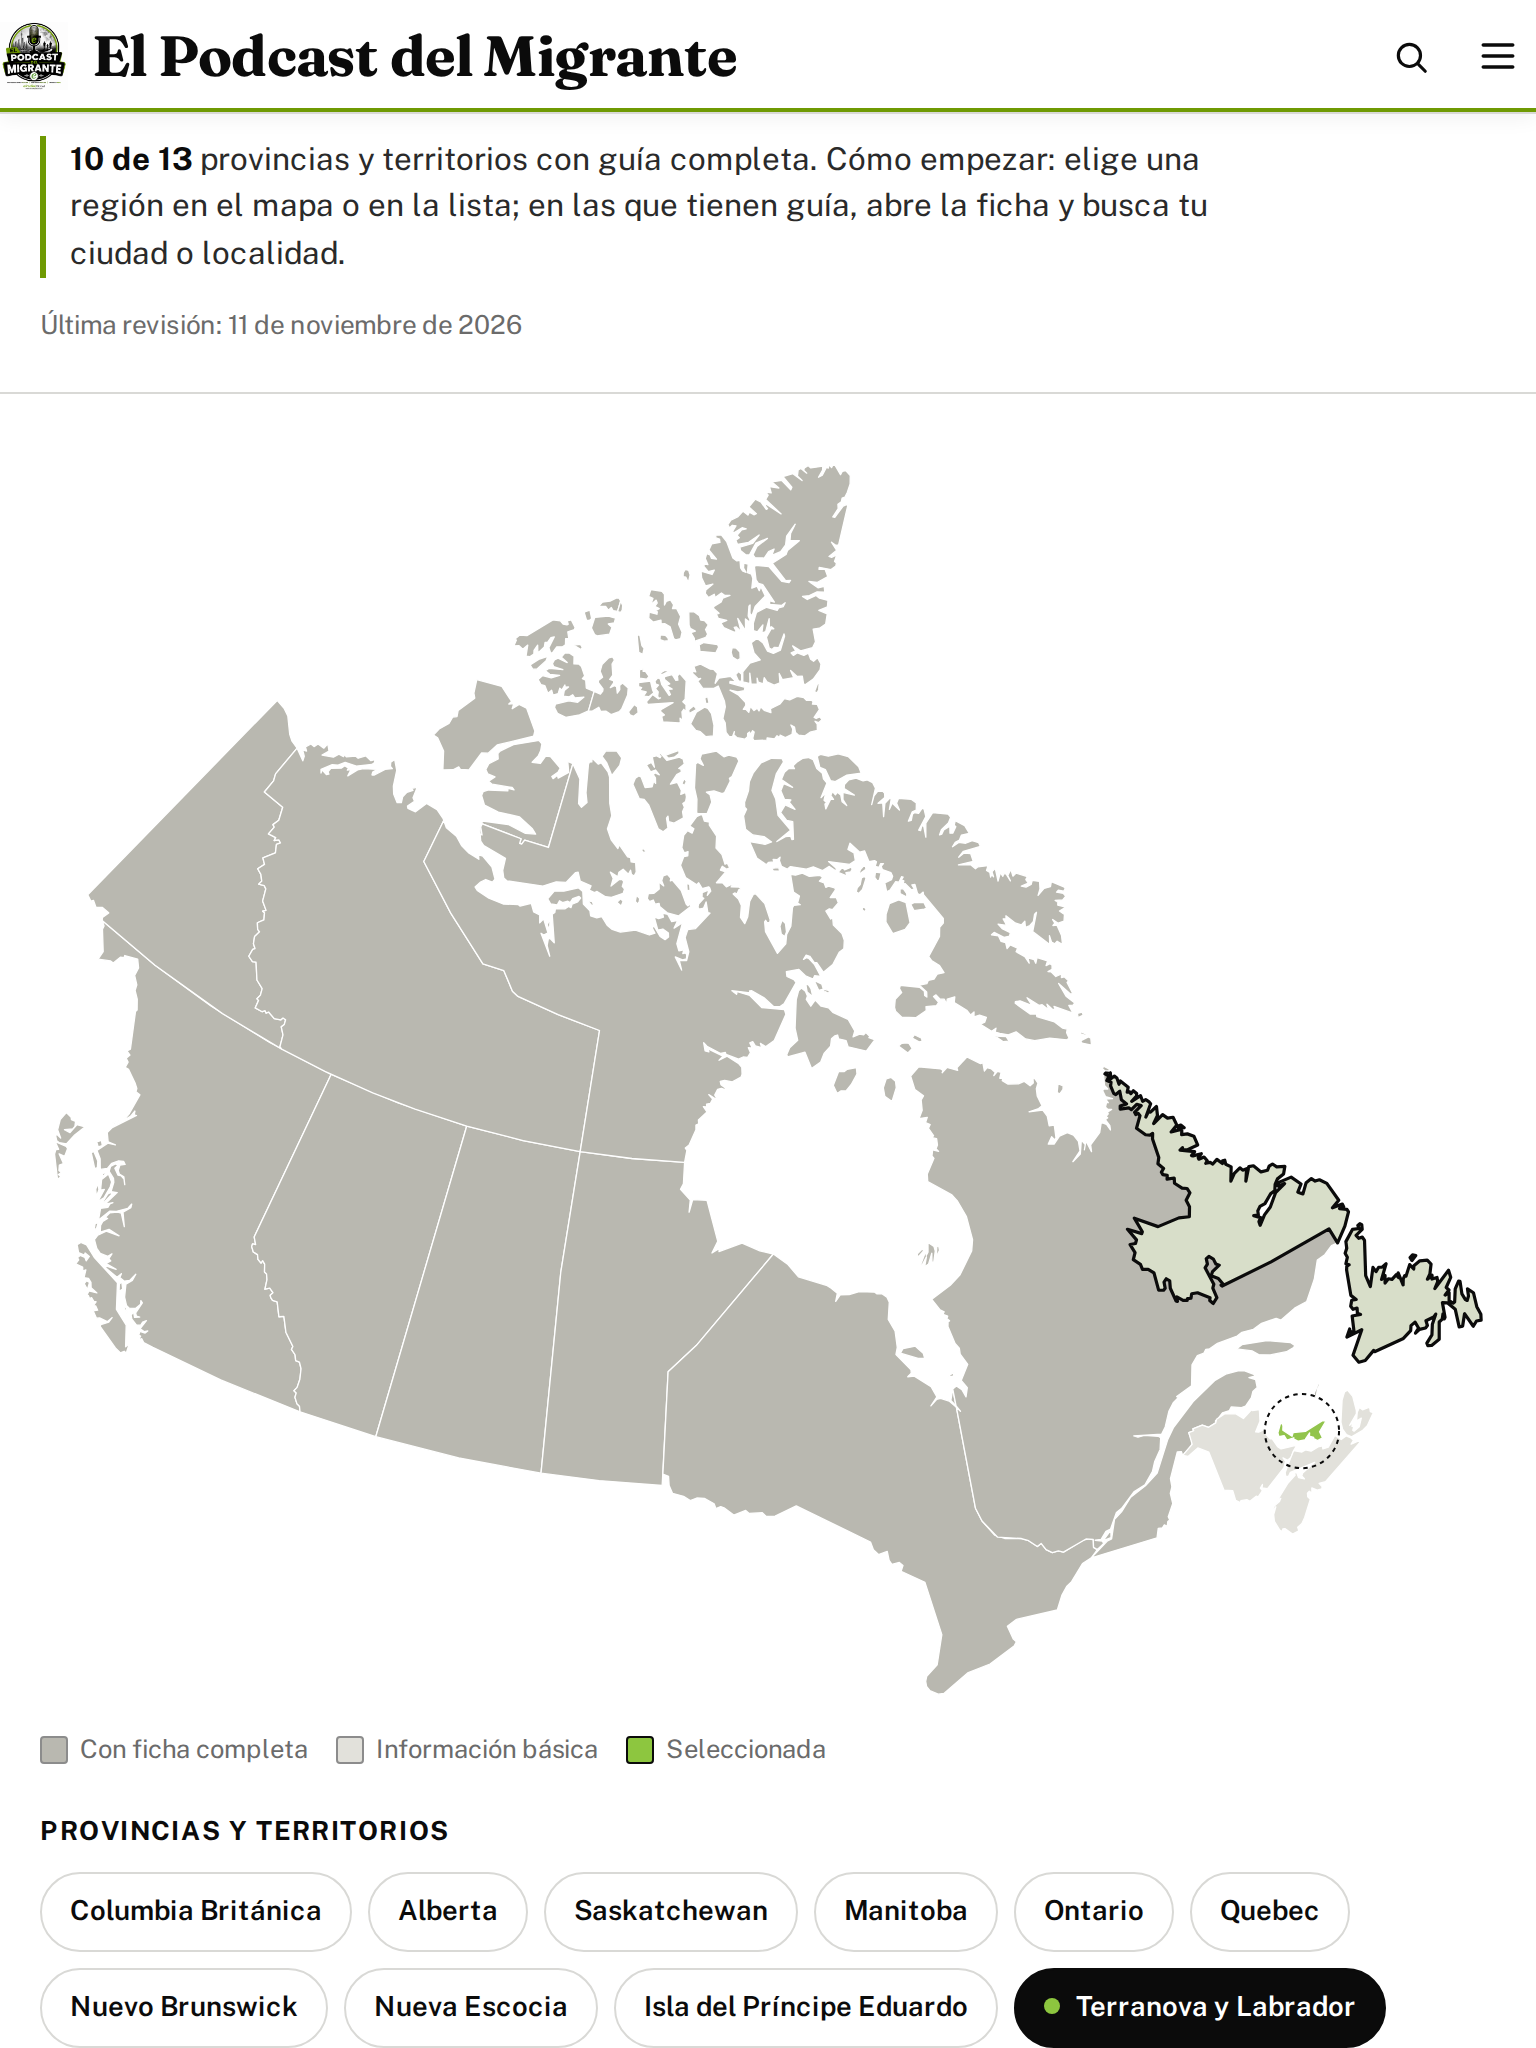 PODCAST
MIGRANTE
El Podcast del Migrante
10 de 13 provincias y territorios con guía completa. Cómo empezar: elige una
región en el mapa o en la lista; en las que tienen guía, abre la ficha y busca tu
ciudad o localidad.
Última revisión: 11 de noviembre de 2026
Con ficha completa
Información básica
Seleccionada
PROVINCIAS Y TERRITORIOS
Columbia Británica
Alberta
Saskatchewan
Manitoba
Ontario
Quebec
Nuevo Brunswick
Nueva Escocia
Isla del Príncipe Eduardo
Terranova y Labrador